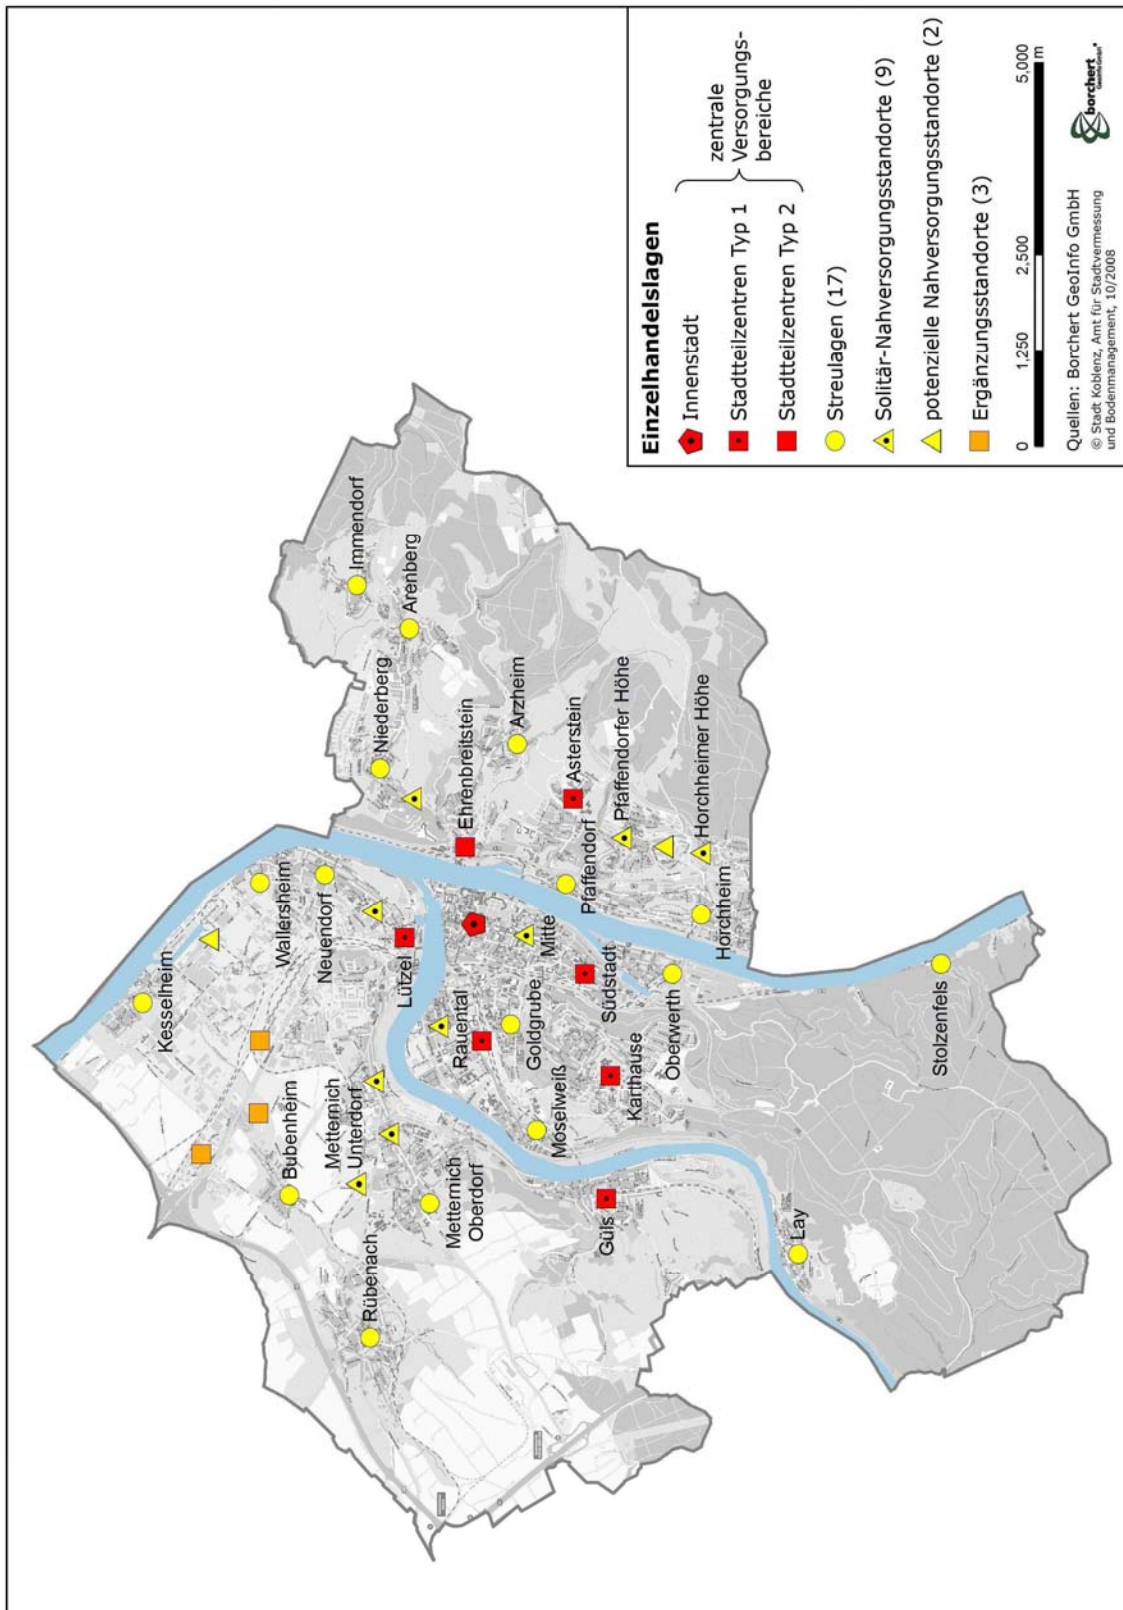 Kesselheim
Wallersheim
Neuendorf
Bubenheim
Metternich
Unterdorf
Rübenach
Metternich
Oberdorf
Lützel
Rauental
Goldgrube
Moselweiß
Mitte
Südstadt
Karthause
Oberwerth
Güls
Lay
Stolzenfels
Immendorf
Arenberg
Niederberg
Ehrenbreitstein
Arzheim
Asterstein
Pfaffendorf
Pfaffendorfer Höhe
Horchheimer Höhe
Horchheim
Einzelhandelslagen
Innenstadt
Stadtteilzentren Typ 1
Stadtteilzentren Typ 2
zentrale
Versorgungs-
bereiche
Streulagen (17)
Solitär-Nahversorgungsstandorte (9)
potenzielle Nahversorgungsstandorte (2)
Ergänzungsstandorte (3)
0 1,250 2,500 5,000
m
Quellen: Borchert GeoInfo GmbH
© Stadt Koblenz, Amt für Stadtvermessung
und Bodenmanagement, 10/2008
borchert
GeoInfo GmbH